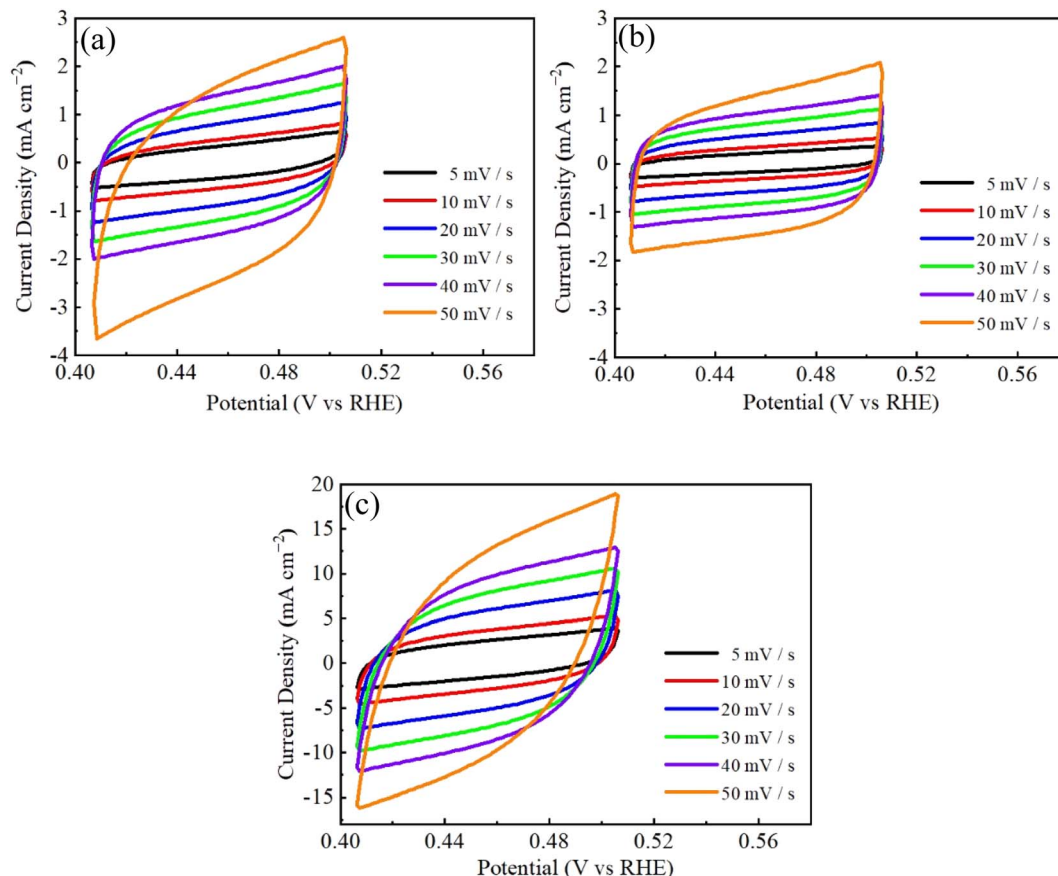 (a)
3
2
1
0
-1
-2
-3
-4
Current Density (mA cm⁻²)
5 mV / s
10 mV / s
20 mV / s
30 mV / s
40 mV / s
50 mV / s
0.40 0.44 0.48 0.52 0.56
Potential (V vs RHE)
(b)
3
2
1
0
-1
-2
-3
-4
Current Density (mA cm⁻²)
5 mV / s
10 mV / s
20 mV / s
30 mV / s
40 mV / s
50 mV / s
0.40 0.44 0.48 0.52 0.56
Potential (V vs RHE)
(c)
20
15
10
5
0
-5
-10
-15
Current Density (mA cm⁻²)
5 mV / s
10 mV / s
20 mV / s
30 mV / s
40 mV / s
50 mV / s
0.40 0.44 0.48 0.52 0.56
Potential (V vs RHE)